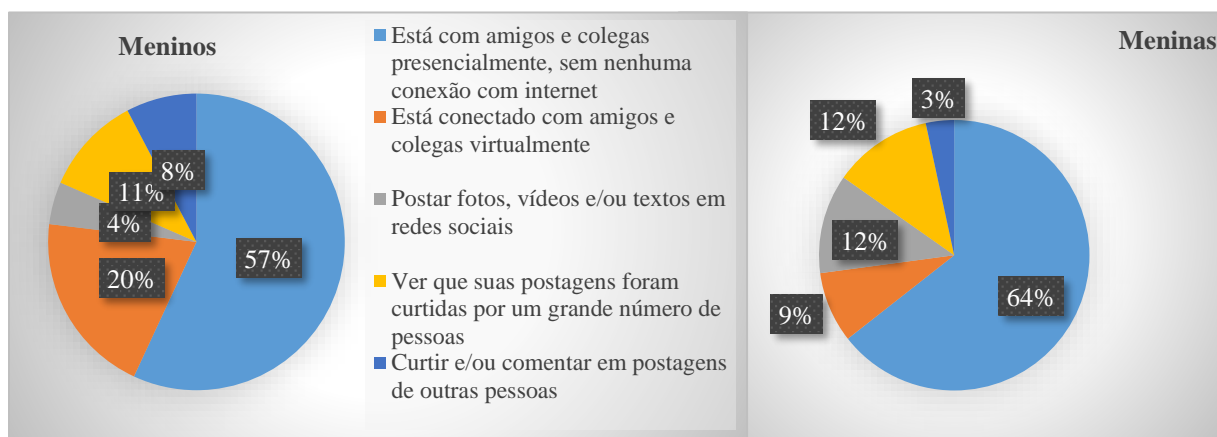 Meninos
8%
11%
4%
20%
57%
Está com amigos e colegas
presencialmente, sem nenhuma
conexão com internet
Está conectado com amigos e
colegas virtualmente
Postar fotos, vídeos e/ou textos em
redes sociais
Ver que suas postagens foram
curtidas por um grande número de
pessoas
Curtir e/ou comentar em postagens
de outras pessoas
Meninas
3%
12%
12%
9%
64%